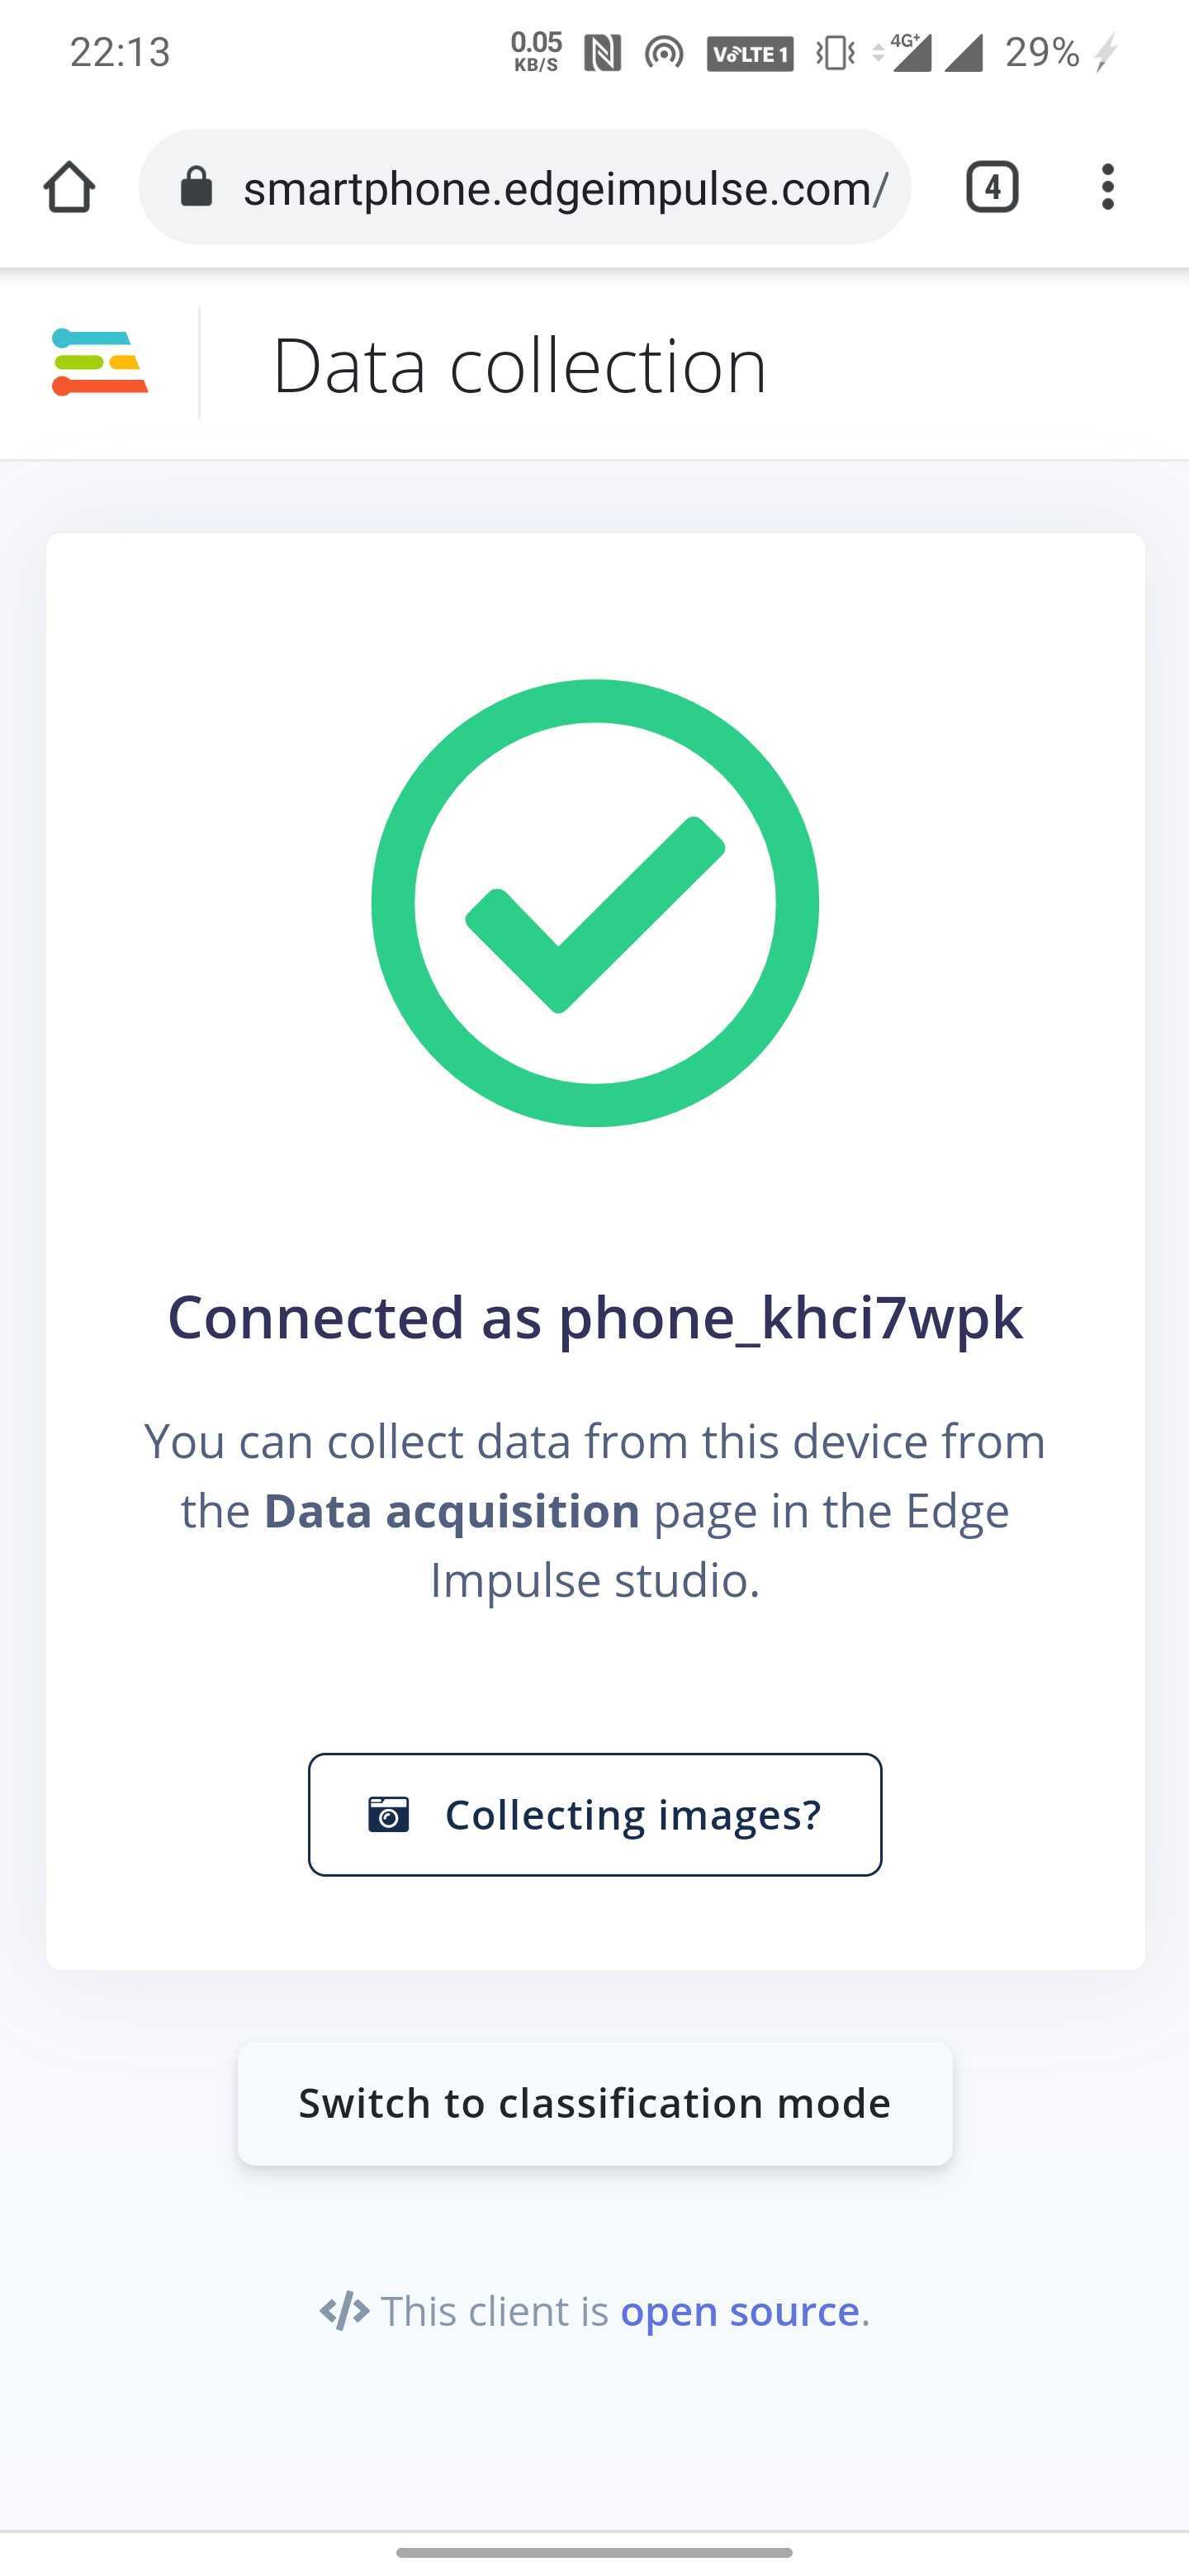 22:13
0.05
KB/S
VoLTE 1
4G+
29%
smartphone.edgeimpulse.com/
4
Data collection
Connected as phone_khci7wpk
You can collect data from this device from
the Data acquisition page in the Edge
Impulse studio.
Collecting images?
Switch to classification mode
</> This client is open source.